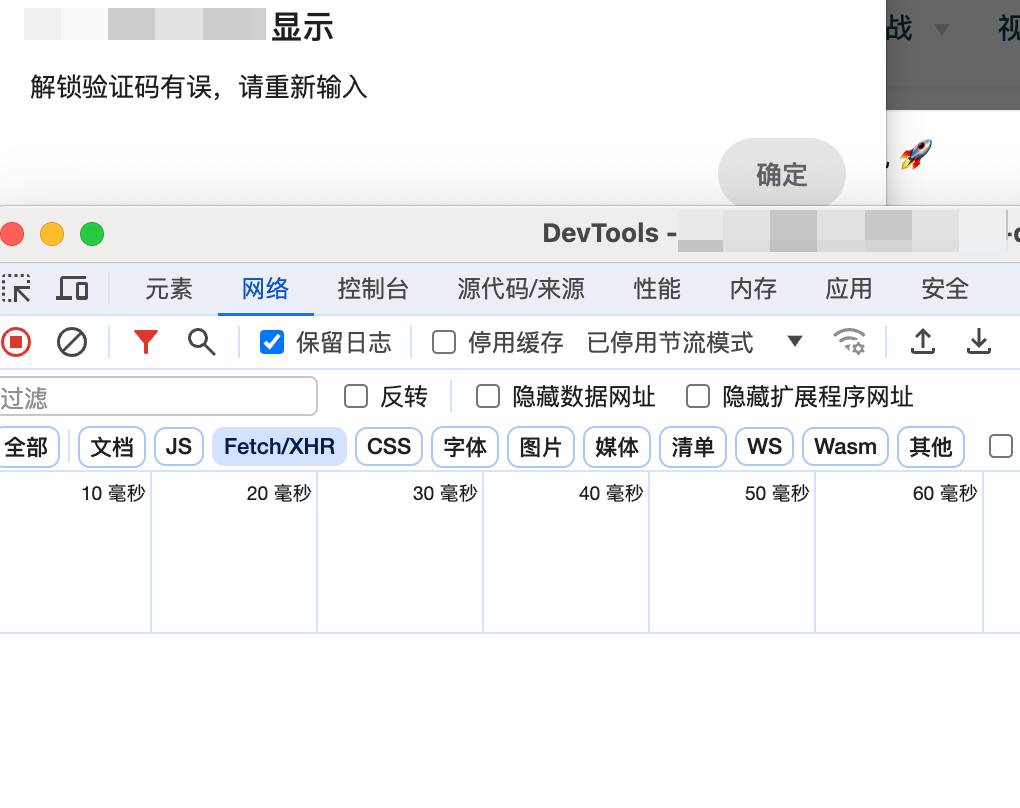 显示
战 视
解锁验证码有误，请重新输入
确定
DevTools -
元素 网络 控制台 源代码/来源 性能 内存 应用 安全
保留日志 停用缓存 已停用节流模式
过滤 反转 隐藏数据网址 隐藏扩展程序网址
全部 文档 JS Fetch/XHR CSS 字体 图片 媒体 清单 WS Wasm 其他
10 毫秒 20 毫秒 30 毫秒 40 毫秒 50 毫秒 60 毫秒